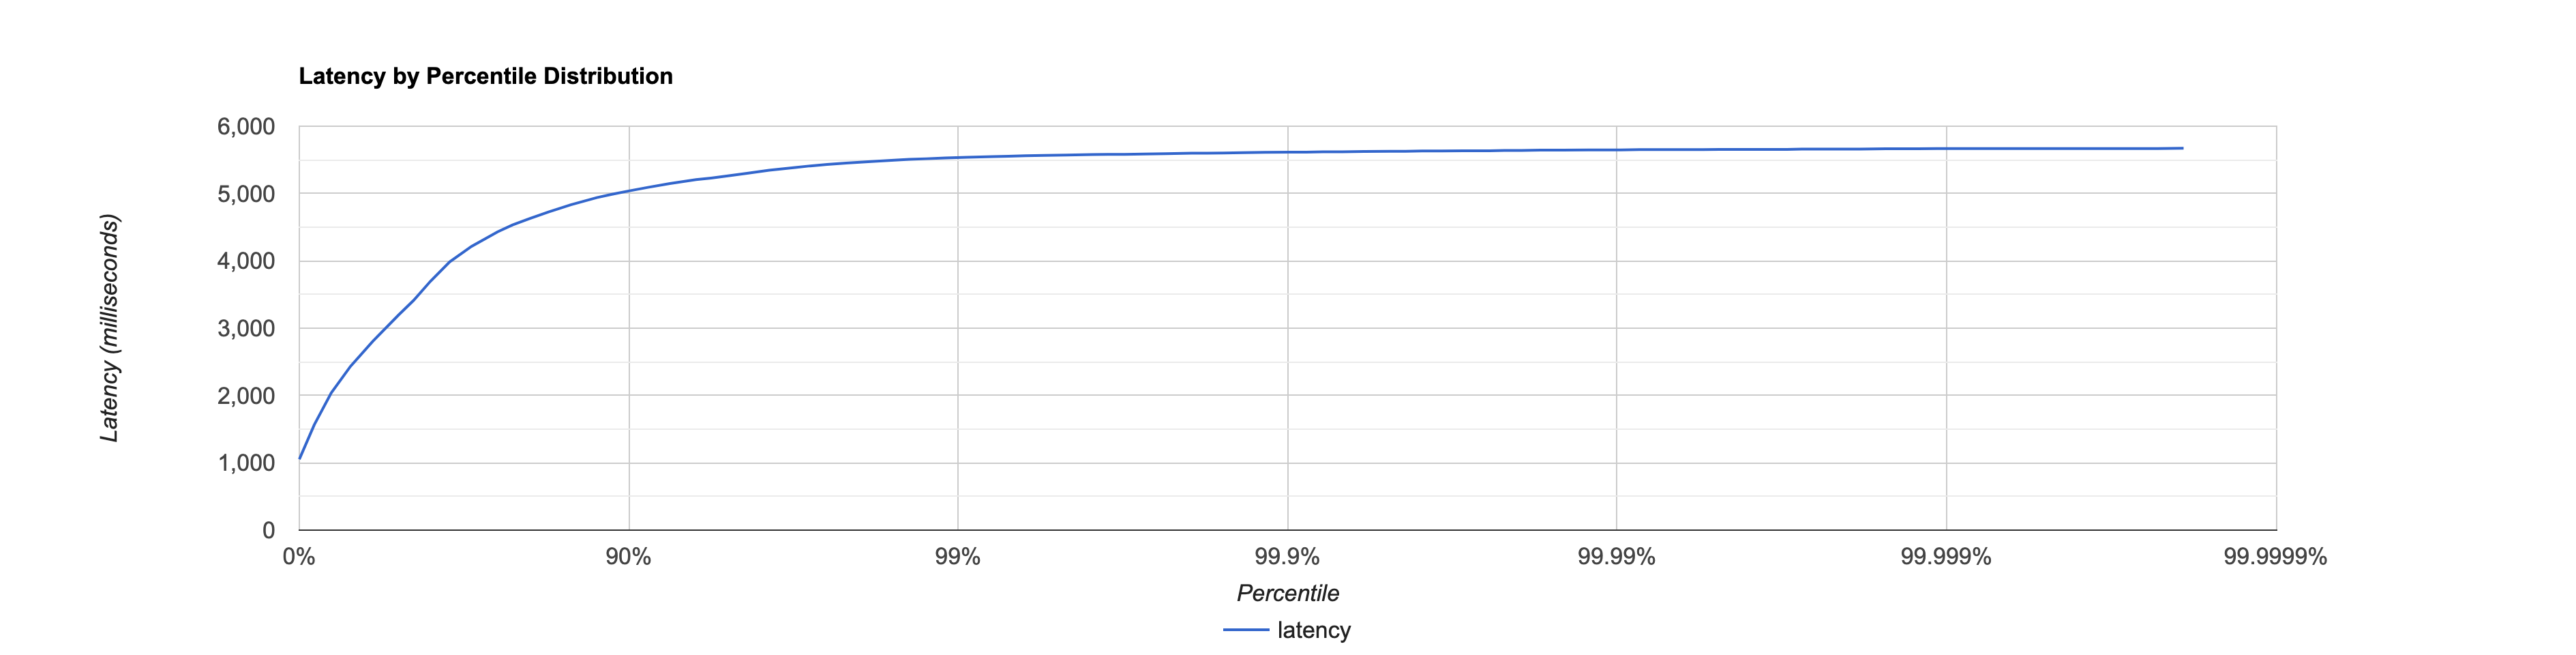 Latency by Percentile Distribution
6,000
5,000
4,000
3,000
2,000
1,000
0
Latency (milliseconds)
0% 90% 99% 99.9% 99.99% 99.999% 99.9999%
Percentile
latency